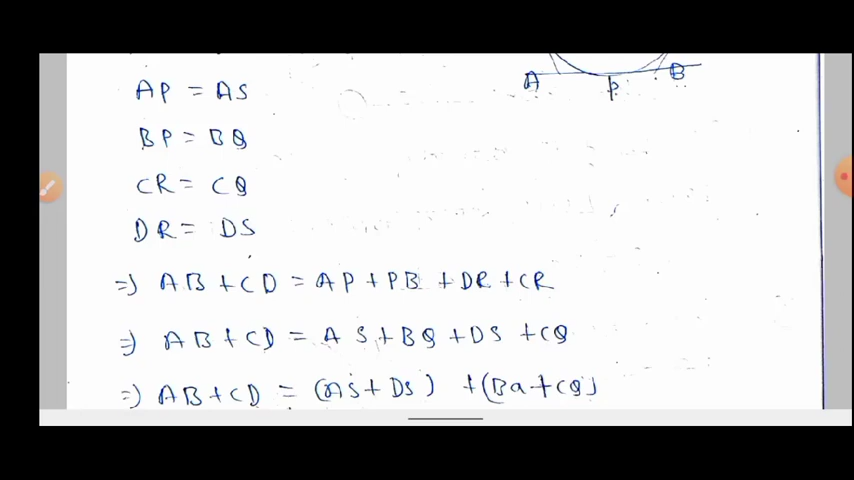 A
B
P
AP = AS
BP = BQ
CR = CQ
DR = DS
=) AB + CD = AP + PB + DR + CR
=) AB + CD = AS + BQ + DS + CQ
=) AB + CD = (AS + DS) + (BQ + CQ)